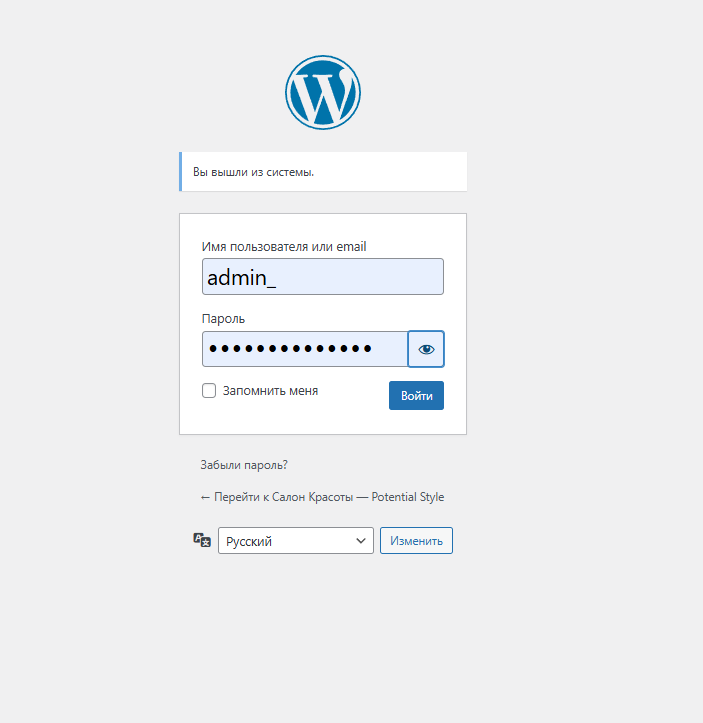 Вы вышли из системы.
Имя пользователя или email
admin_
Пароль
••••••••••••••
Запомнить меня
Войти
Забыли пароль?
← Перейти к Салон Красоты — Potential Style
Русский
Изменить